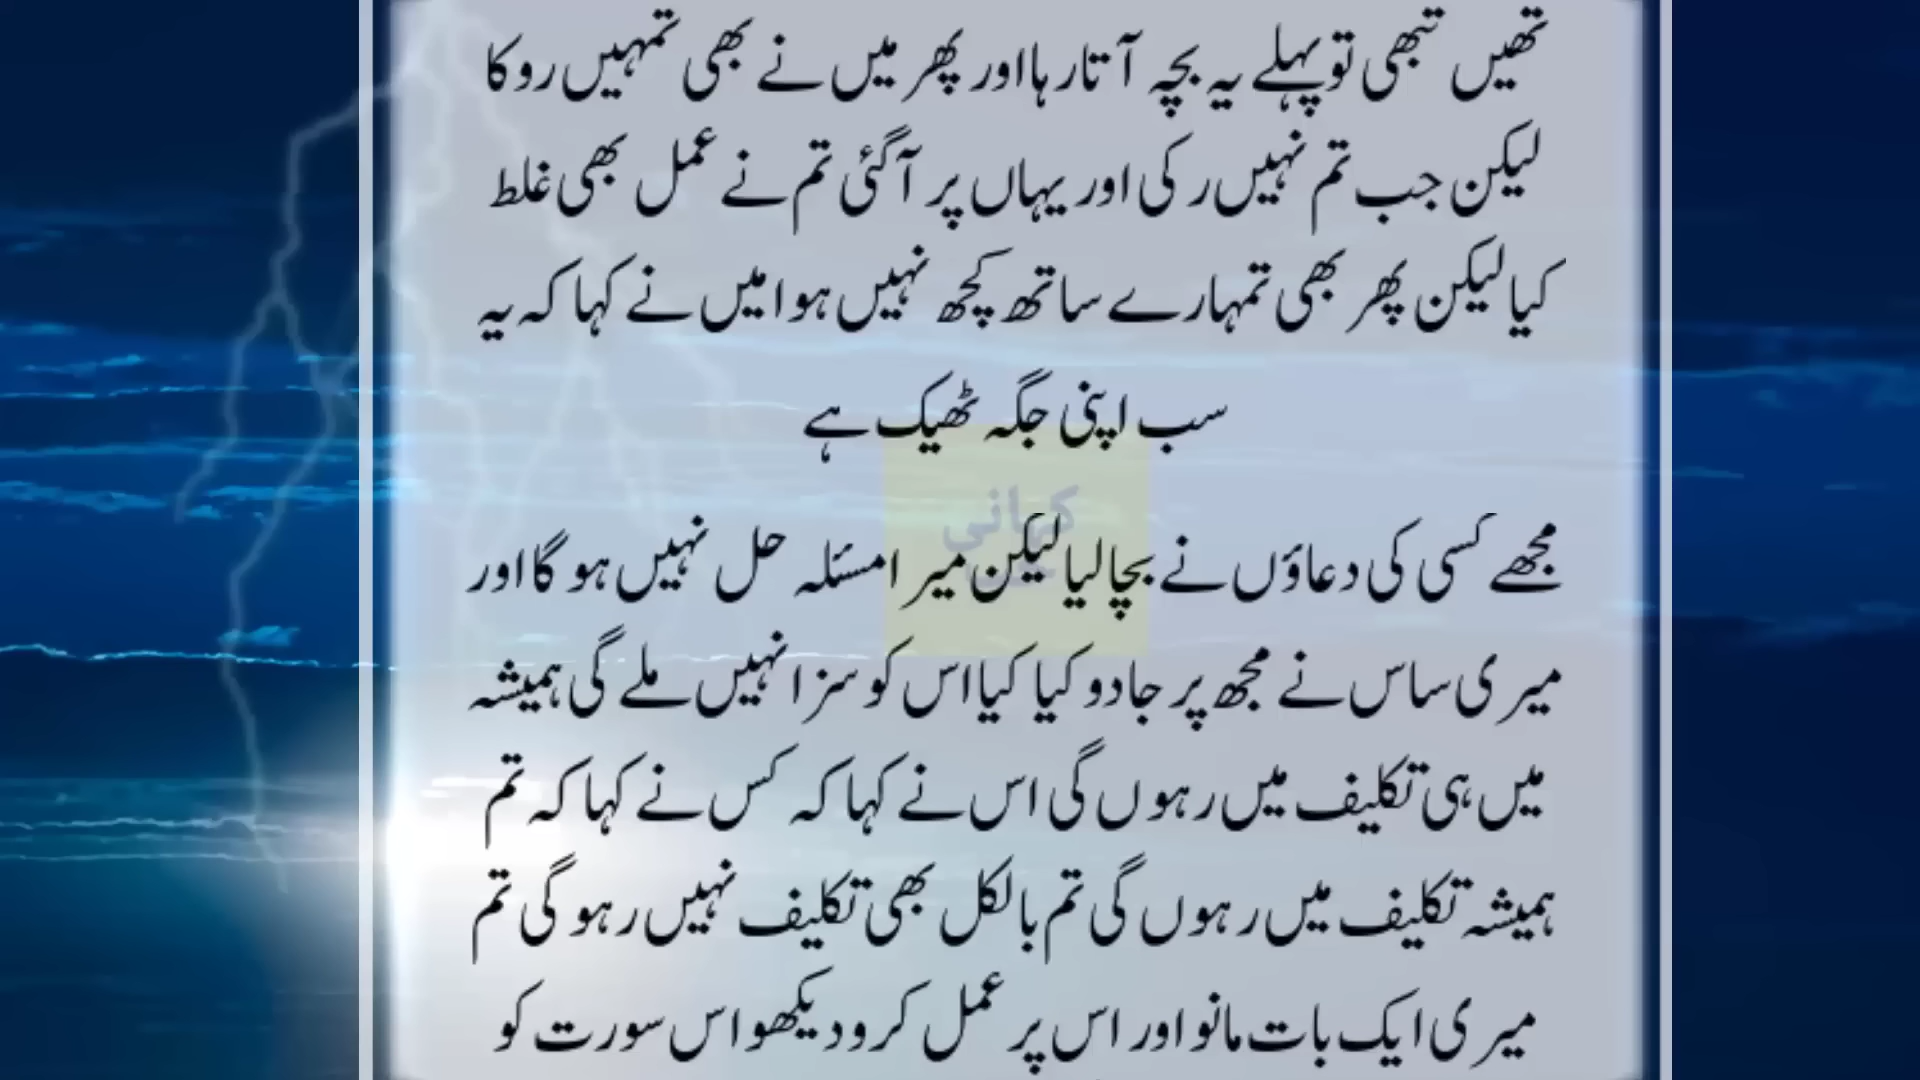 تھیں تبھی تو پہلے یہ بچہ آتا رہا اور پھر میں نے بھی تمہیں روکا
لیکن جب تم نہیں رکی اور یہاں پر آگئی تم نے عمل بھی غلط
کیا لیکن پھر بھی تمہارے ساتھ کچھ نہیں ہوا میں نے کہا کہ یہ
سب اپنی جگہ ٹھیک ہے
کہانی
مجھے کسی کی دعاؤں نے بچا لیا لیکن میرا مسئلہ حل نہیں ہو گا اور
میری ساس نے مجھ پر جادو کیا کیا اس کو سزا نہیں ملے گی ہمیشہ
میں ہی تکلیف میں رہوں گی اس نے کہا کہ کس نے کہا کہ تم
ہمیشہ تکلیف میں رہوں گی تم بالکل بھی تکلیف نہیں رہو گی تم
میری ایک بات مانو اور اس پر عمل کرو دیکھو اس سورت کو